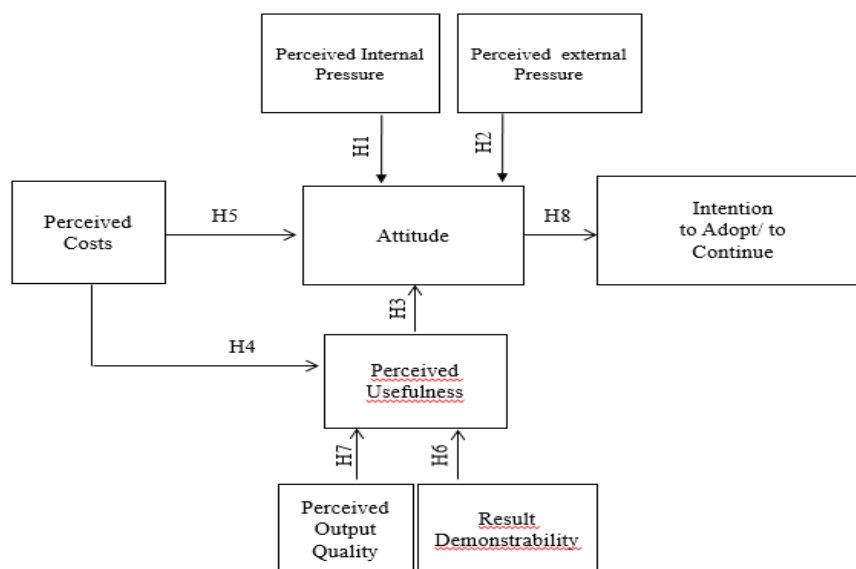 Perceived Internal
Pressure
Perceived external
Pressure
H1
H2
Perceived
Costs
H5
Attitude
H8
Intention
to Adopt/ to
Continue
H3
H4
Perceived
Usefulness
H7
H6
Perceived
Output
Quality
Result
Demonstrability